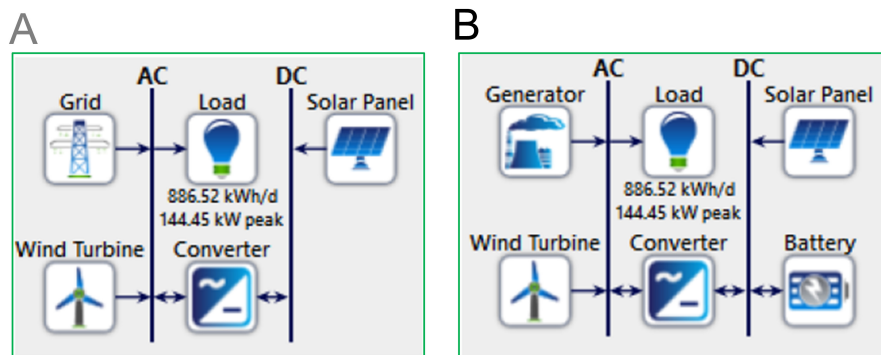 A
AC DC
Grid Load Solar Panel
886.52 kWh/d
144.45 kW peak
Wind Turbine Converter
B
AC DC
Generator Load Solar Panel
886.52 kWh/d
144.45 kW peak
Wind Turbine Converter Battery